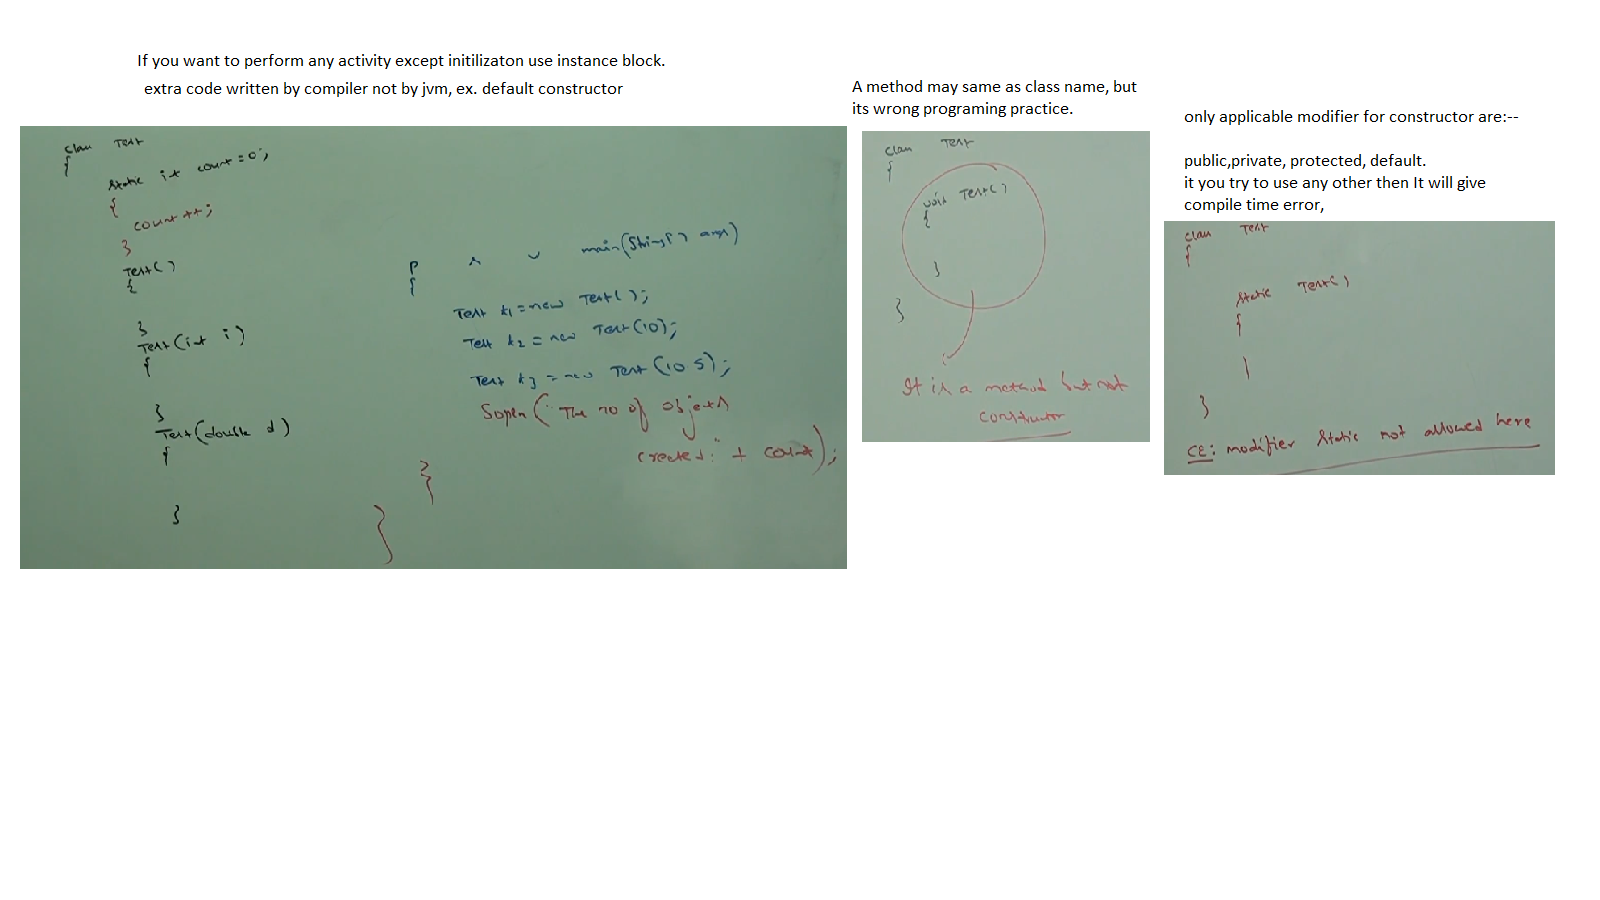 If you want to perform any activity except initilizaton use instance block.
extra code written by compiler not by jvm, ex. default constructor
class Test
{
static int count=0;
{
count++;
}
Test()
{
}
Test(int i)
{
}
Test(double d)
{
}
P s v main(String[] args)
{
Test t1=new Test();
Test t2=new Test(10);
Test t3=new Test(10.5);
Sopln("The no of objects
created:"+count);
}
}
A method may same as class name, but
its wrong programing practice.
class Test
{
void Test()
{
}
}
It is a method but not
constructor
only applicable modifier for constructor are:--
public,private, protected, default.
it you try to use any other then It will give
compile time error,
class Test
{
static Test()
{
}
}
CE: modifier static not allowed here